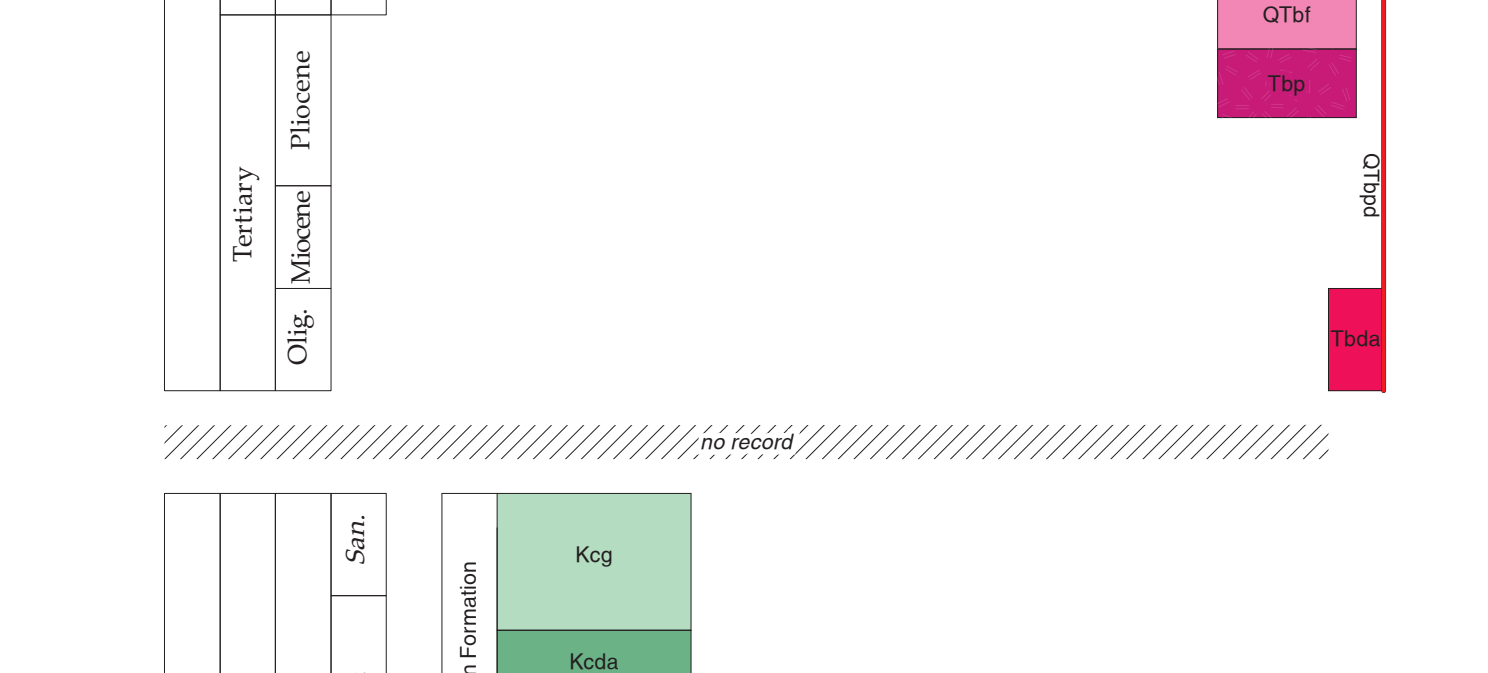 QTbf
Tbp
Pliocene
QTbpd
Tertiary
Miocene
Olig.
Tbda
no record
San.
Kcg
n Formation
Kcda